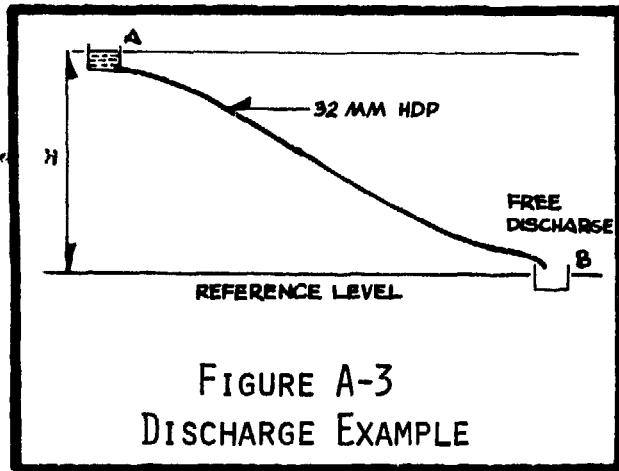 A
32 MM HDP
H
FREE
DISCHARGE
B
REFERENCE LEVEL
FIGURE A-3
DISCHARGE EXAMPLE